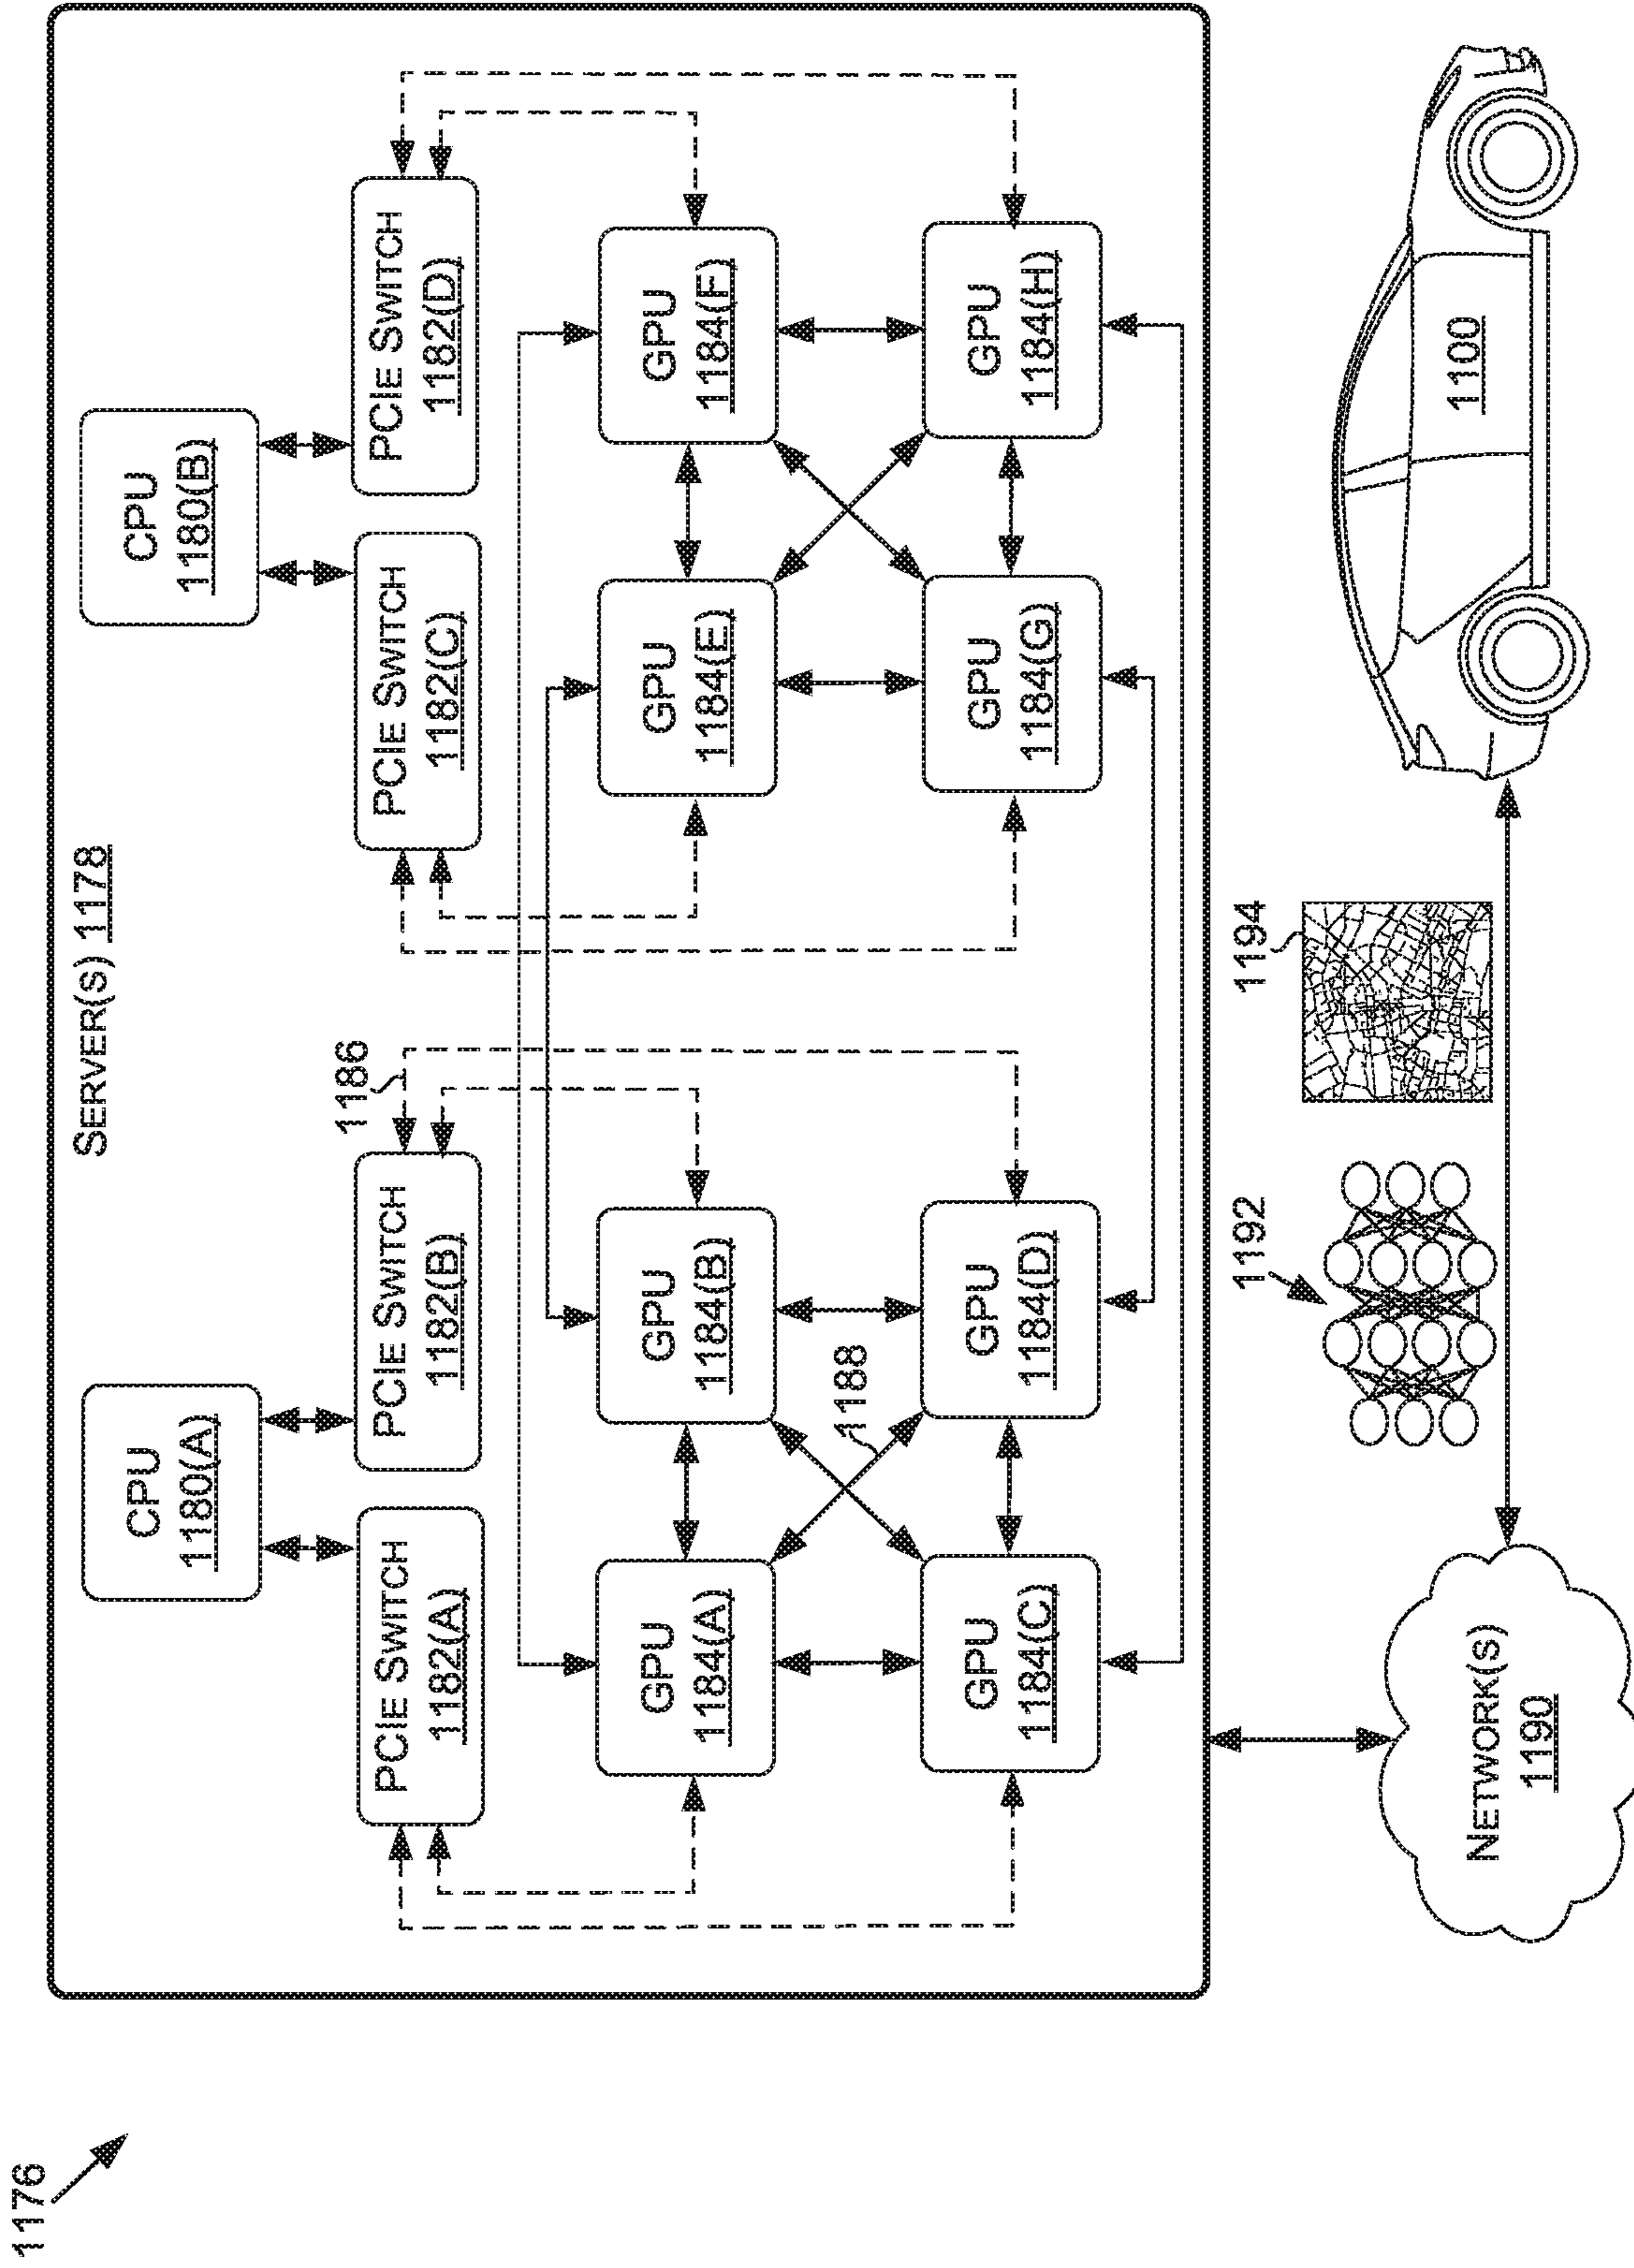 1176
SERVER(S) 1178
CPU
1180(A)
CPU
1180(B)
PCIE SWITCH
1182(A)
PCIE SWITCH
1182(B)
1186
PCIE SWITCH
1182(C)
PCIE SWITCH
1182(D)
GPU
1184(A)
GPU
1184(B)
GPU
1184(E)
GPU
1184(F)
1188
GPU
1184(C)
GPU
1184(D)
GPU
1184(G)
GPU
1184(H)
NETWORK(S)
1190
1192
1194
1100